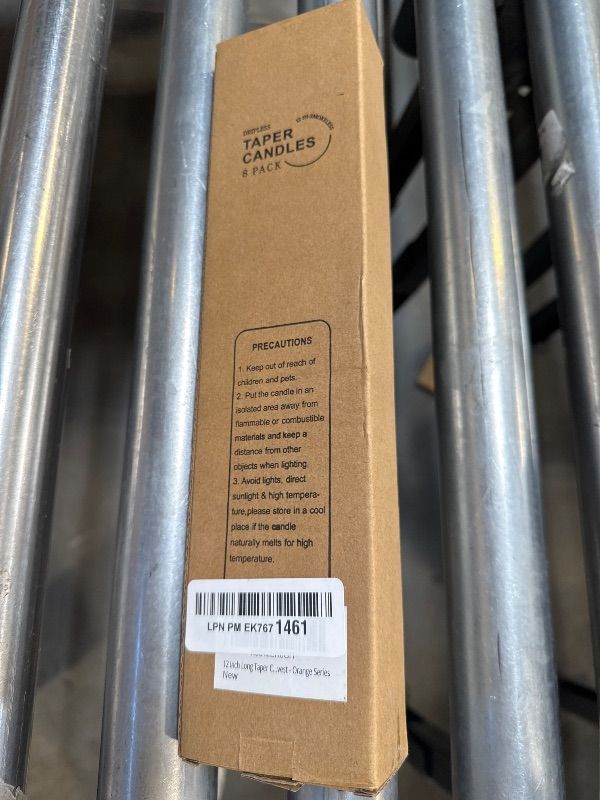 DRIPLESS
TAPER
CANDLES
8 PACK
PRECAUTIONS
1. Keep out of reach of
children and pets.
2. Put the candle in an
isolated area away from
flammable or combustible
materials and keep a
distance from other
objects when lighting.
3. Avoid lights, direct
sunlight & high tempera-
ture,please store in a cool
place if the candle
naturally melts for high
temperature.
LPN PM EK767 1461
12 Inch Long Taper C...vest - Orange Series
New